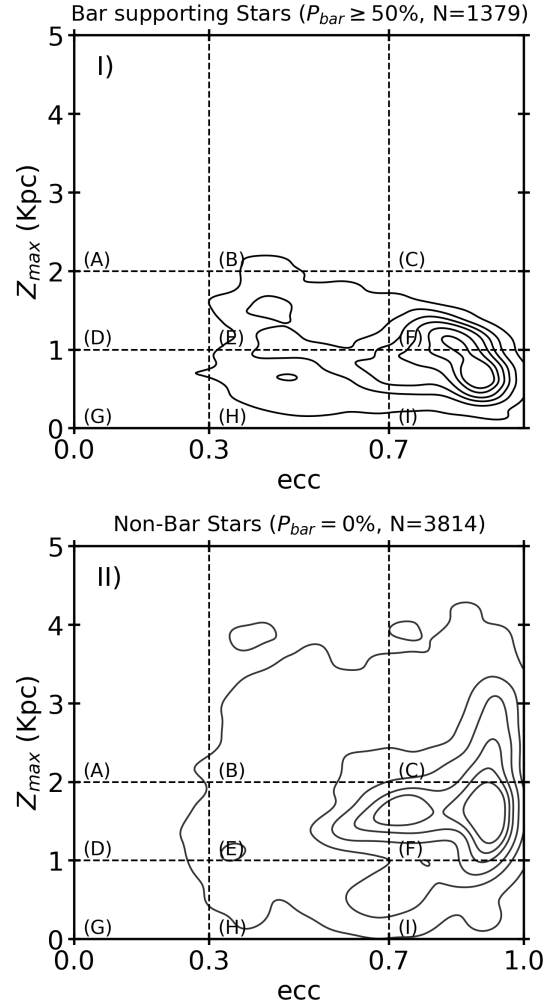 Bar supporting Stars (P_bar ≥ 50%, N=1379)
I)
5
4
3
2
1
0
Z_max (Kpc)
(A) (B) (C)
(D) (E) (F)
(G) (H) (I)
0.0 0.3 0.7
ecc
Non-Bar Stars (P_bar = 0%, N=3814)
II)
5
4
3
2
1
0
Z_max (Kpc)
(A) (B) (C)
(D) (E) (F)
(G) (H) (I)
0.0 0.3 0.7 1.0
ecc